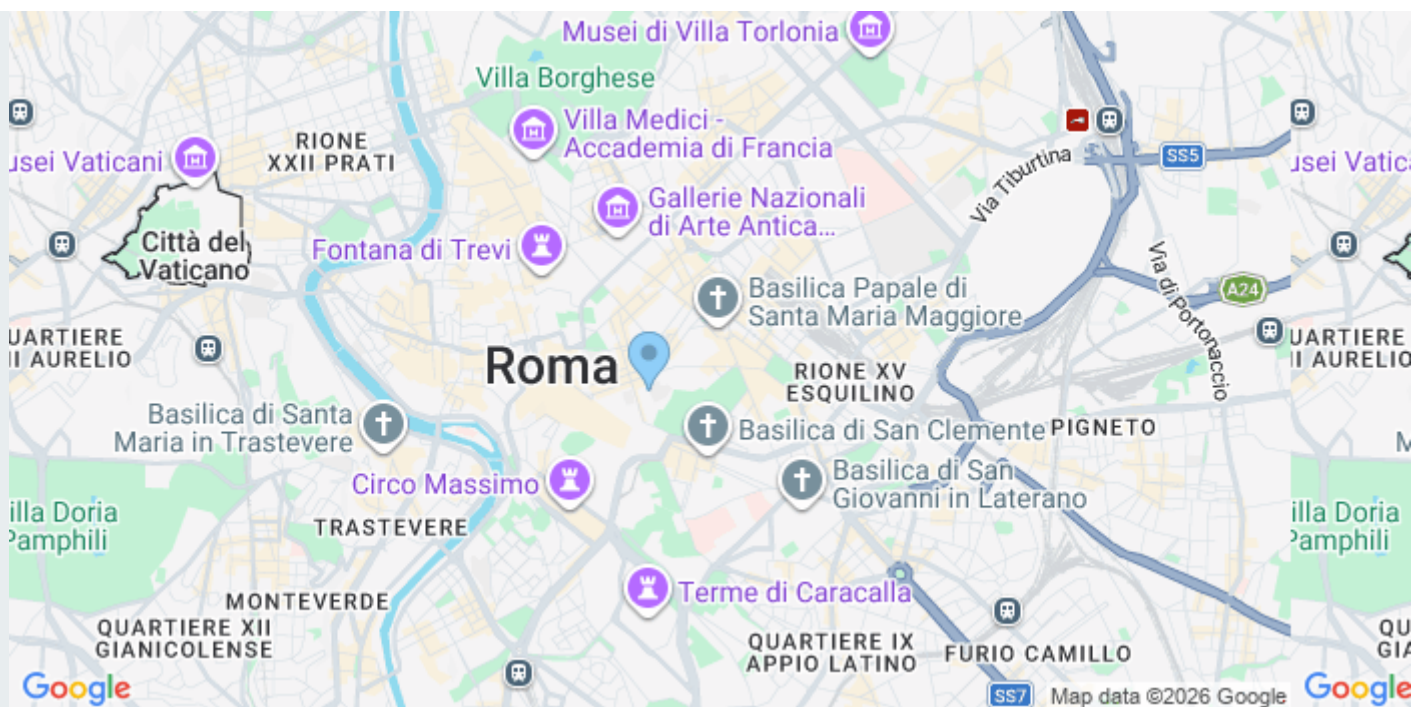 Musei di Villa Torlonia
Villa Borghese
Villa Medici -
Accademia di Francia
RIONE
XXII PRATI
usei Vaticani
Via Tiburtina
SS5
usei Vatic
Gallerie Nazionali
di Arte Antica...
Città del
Vaticano
Fontana di Trevi
Via di Portonaccio
A24
Basilica Papale di
Santa Maria Maggiore
UARTIERE
II AURELIO
UARTIERE
II AURELIO
Roma
RIONE XV
ESQUILINO
Basilica di Santa
Maria in Trastevere
Basilica di San Clemente
PIGNETO
M
Circo Massimo
Basilica di San
Giovanni in Laterano
illa Doria
Pamphili
illa Doria
Pamphili
TRASTEVERE
Terme di Caracalla
MONTEVERDE
QUARTIERE XII
GIANICOLENSE
QUARTIERE IX
APPIO LATINO
FURIO CAMILLO
QU
GIA
Google
SS7
Map data ©2026 Google
Google